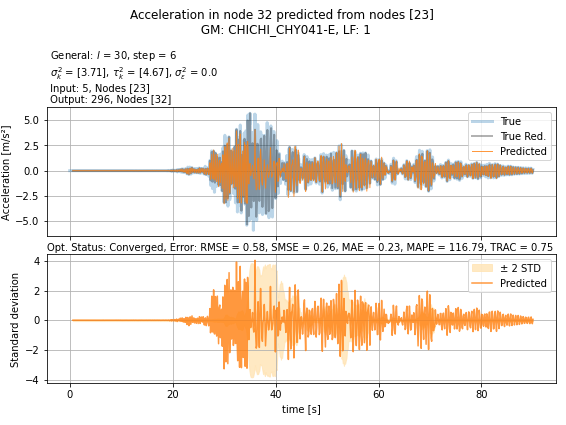 Acceleration in node 32 predicted from nodes [23]
GM: CHICHI_CHY041-E, LF: 1
General: l = 30, step = 6
σ²ₖ = [3.71], τ²ₖ = [4.67], σ²ε = 0.0
Input: 5, Nodes [23]
Output: 296, Nodes [32]
Acceleration [m/s²]
5.0
2.5
0.0
−2.5
−5.0
True
True Red.
Predicted
Opt. Status: Converged, Error: RMSE = 0.58, SMSE = 0.26, MAE = 0.23, MAPE = 116.79, TRAC = 0.75
Standard deviation
4
2
0
−2
−4
± 2 STD
Predicted
0 20 40 60 80
time [s]